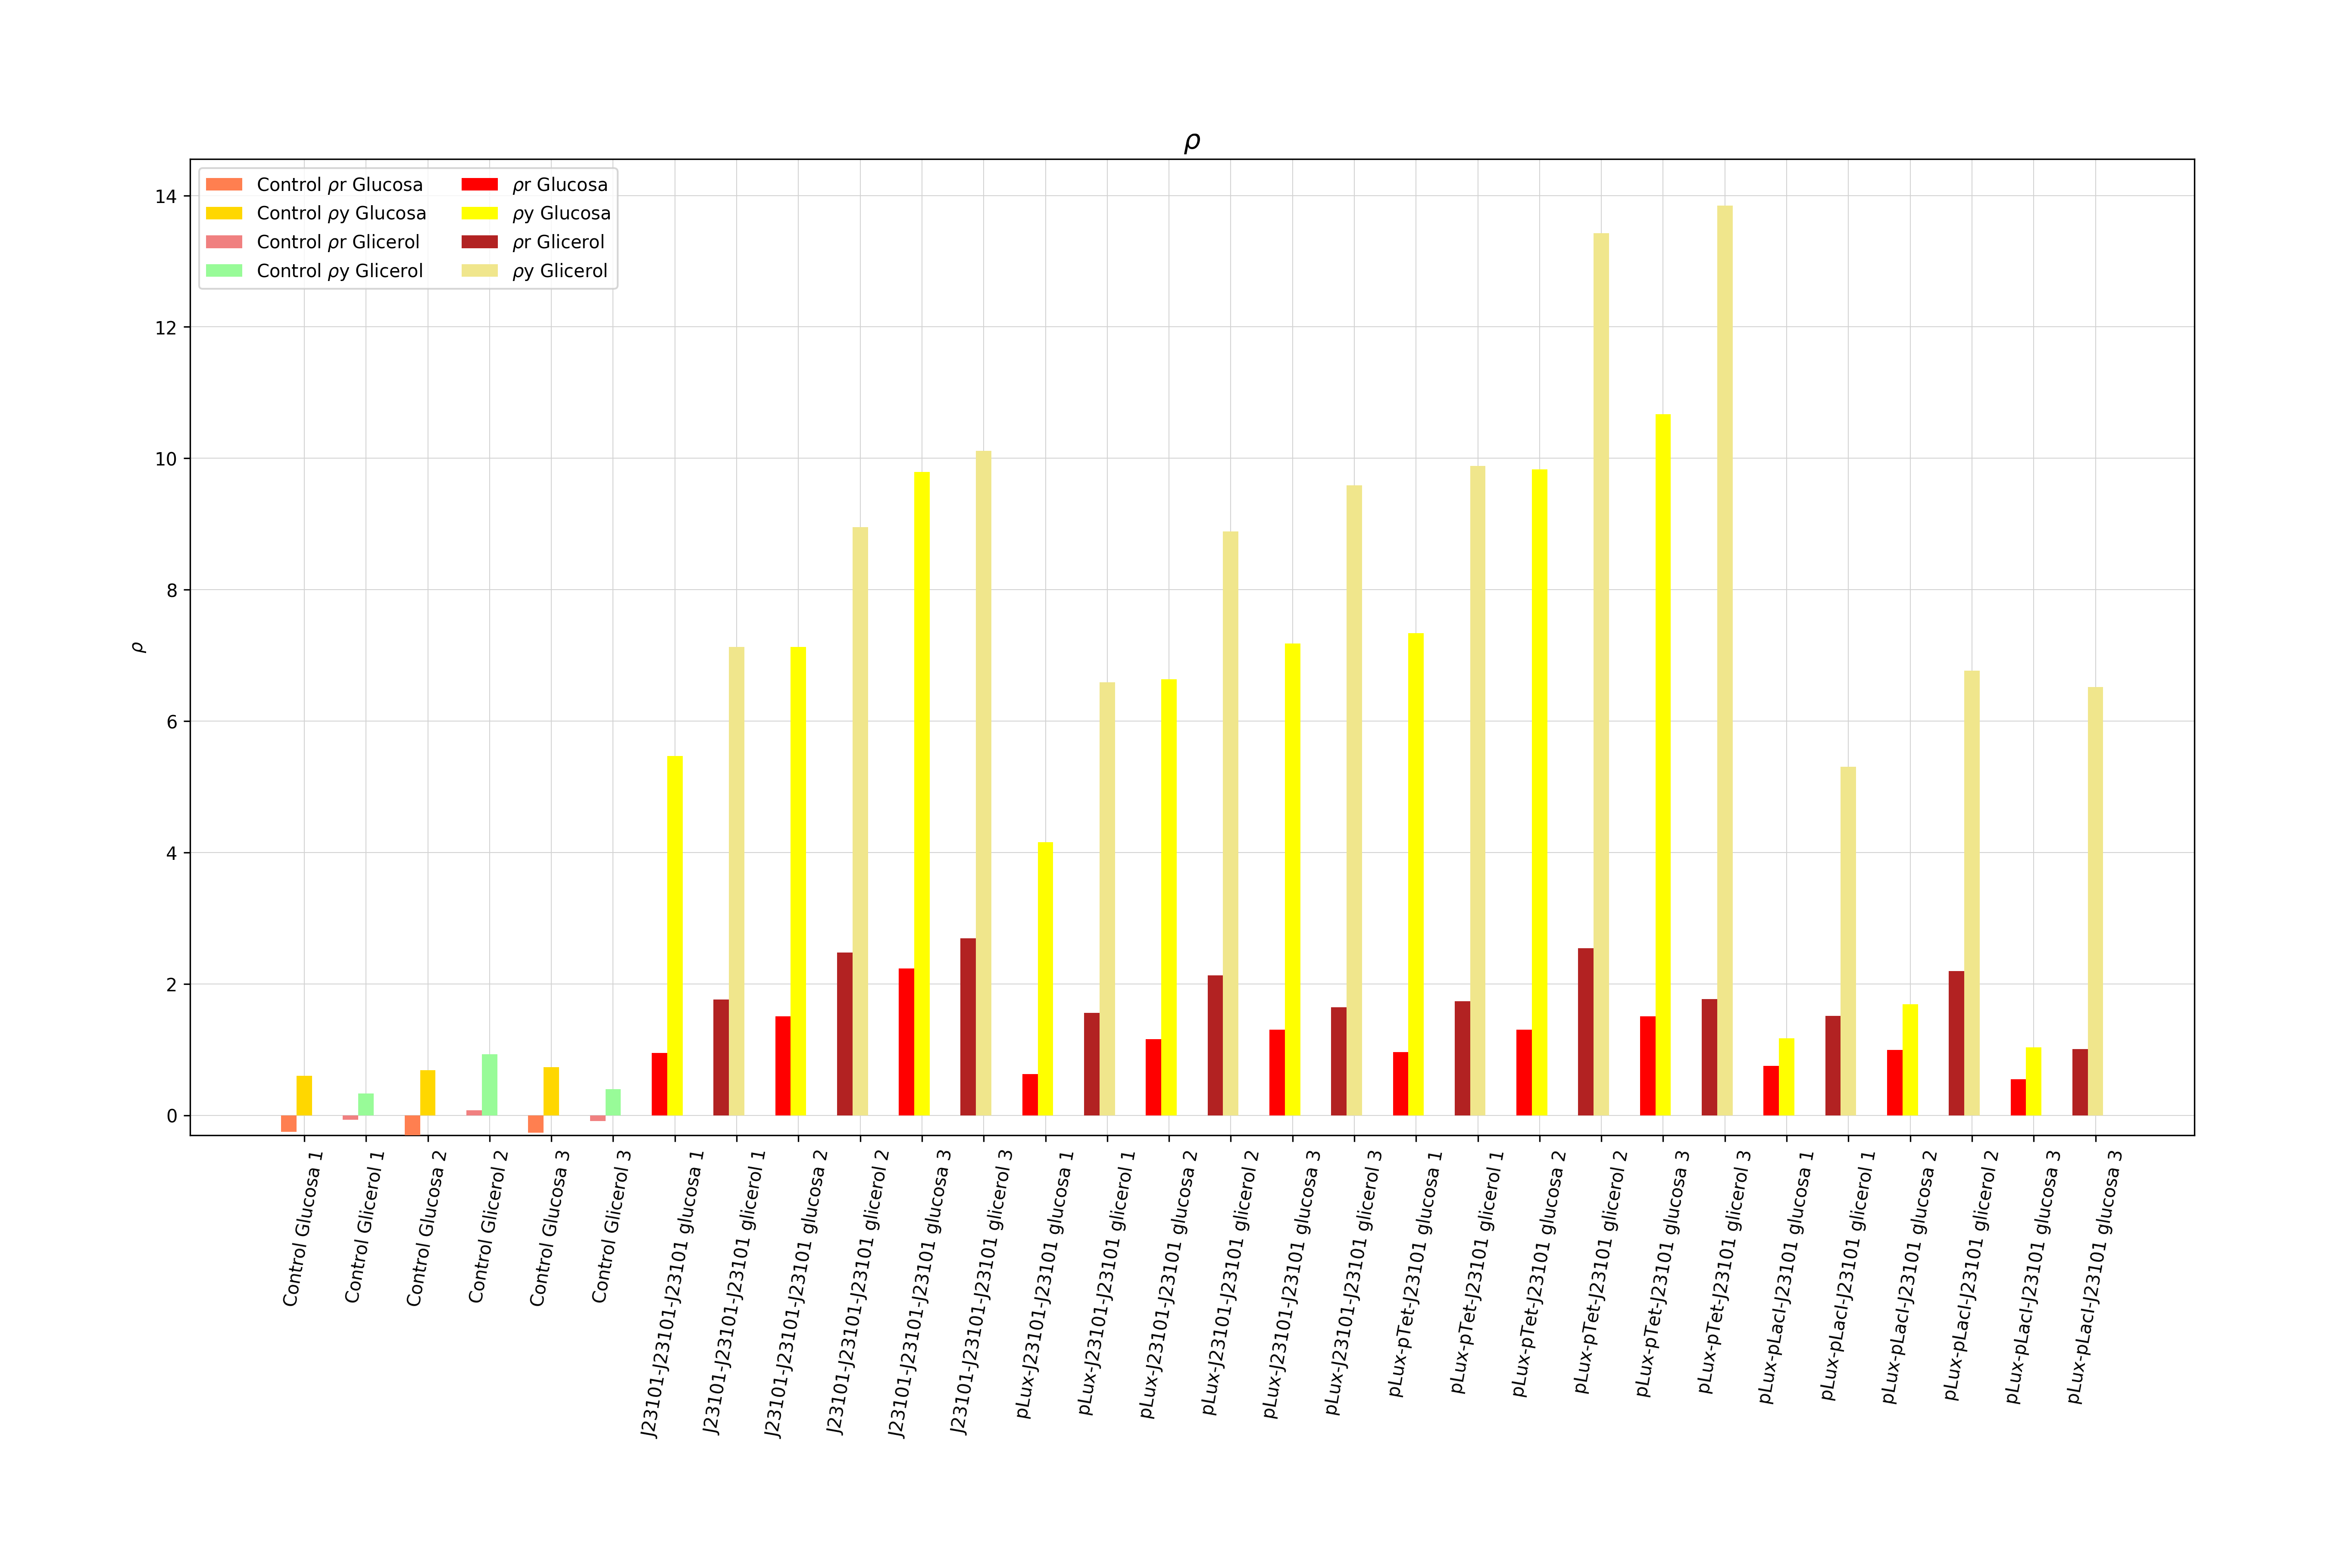 ρ
Control ρr Glucosa
Control ρy Glucosa
Control ρr Glicerol
Control ρy Glicerol
ρr Glucosa
ρy Glucosa
ρr Glicerol
ρy Glicerol
14
12
10
8
6
4
2
0
ρ
Control Glucosa 1
Control Glicerol 1
Control Glucosa 2
Control Glicerol 2
Control Glucosa 3
Control Glicerol 3
J23101-J23101-J23101 glucosa 1
J23101-J23101-J23101 glicerol 1
J23101-J23101-J23101 glucosa 2
J23101-J23101-J23101 glicerol 2
J23101-J23101-J23101 glucosa 3
J23101-J23101-J23101 glicerol 3
pLux-J23101-J23101 glucosa 1
pLux-J23101-J23101 glicerol 1
pLux-J23101-J23101 glucosa 2
pLux-J23101-J23101 glicerol 2
pLux-J23101-J23101 glucosa 3
pLux-J23101-J23101 glicerol 3
pLux-pTet-J23101 glucosa 1
pLux-pTet-J23101 glicerol 1
pLux-pTet-J23101 glucosa 2
pLux-pTet-J23101 glicerol 2
pLux-pTet-J23101 glucosa 3
pLux-pTet-J23101 glicerol 3
pLux-pLacI-J23101 glucosa 1
pLux-pLacI-J23101 glicerol 1
pLux-pLacI-J23101 glucosa 2
pLux-pLacI-J23101 glicerol 2
pLux-pLacI-J23101 glucosa 3
pLux-pLacI-J23101 glucosa 3